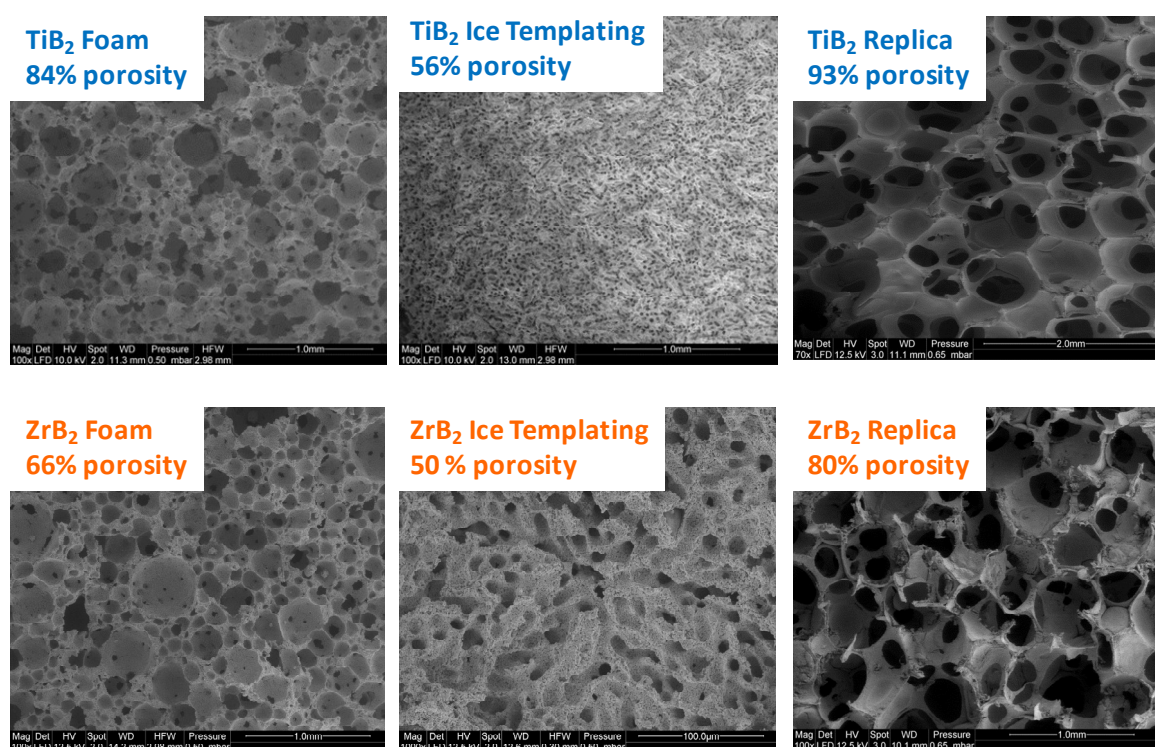 TiB₂ Foam
84% porosity
TiB₂ Ice Templating
56% porosity
TiB₂ Replica
93% porosity
Mag Det HV Spot WD Pressure HFW 1.0mm
100x LFD 10.0 kV 2.0 11.3 mm 0.50 mbar 2.98 mm
Mag Det HV Spot WD Pressure HFW 1.0mm
100x LFD 10.0 kV 2.0 13.0 mm 2.98 mm
Mag Det HV Spot WD Pressure 2.0mm
70x LFD 12.5 kV 3.0 11.1 mm 0.65 mbar
ZrB₂ Foam
66% porosity
ZrB₂ Ice Templating
50 % porosity
ZrB₂ Replica
80% porosity
Mag Det HV Spot WD HFW Pressure 1.0mm
Mag Det HV Spot WD HFW Pressure 100.0µm
Mag Det HV Spot WD Pressure 1.0mm
100x LFD 12.5 kV 3.0 10.1 mm 0.65 mbar